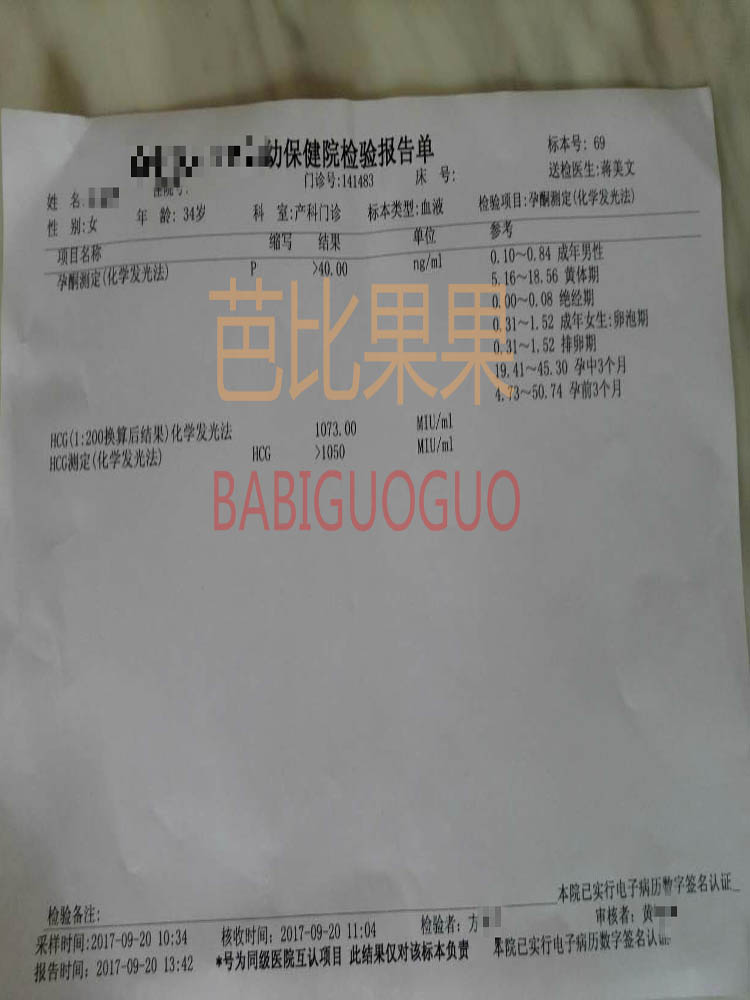 幼保健院检验报告单
标本号: 69
门诊号:141483 床 号: 送检医生:蒋美文
姓 名: 住院号:
性 别:女 年 龄: 34岁 科 室:产科门诊 标本类型:血液 检验项目:孕酮测定(化学发光法)
项目名称 缩写 结果 单位 参考
孕酮测定(化学发光法) P >40.00 ng/ml 0.10～0.84 成年男性
5.16～18.56 黄体期
0.00～0.08 绝经期
0.31～1.52 成年女生:卵泡期
0.31～1.52 排卵期
19.41～45.30 孕中3个月
4.73～50.74 孕前3个月
芭比果果
HCG(1:200换算后结果)化学发光法 1073.00 MIU/ml
HCG测定(化学发光法) HCG >1050 MIU/ml
BABIGUOGUO
本院已实行电子病历数字签名认证
检验备注:
采样时间:2017-09-20 10:34 核收时间:2017-09-20 11:04 检验者: 方 审核者: 黄
报告时间:2017-09-20 13:42 *号为同级医院互认项目 此结果仅对该标本负责 本院已实行电子病历数字签名认证